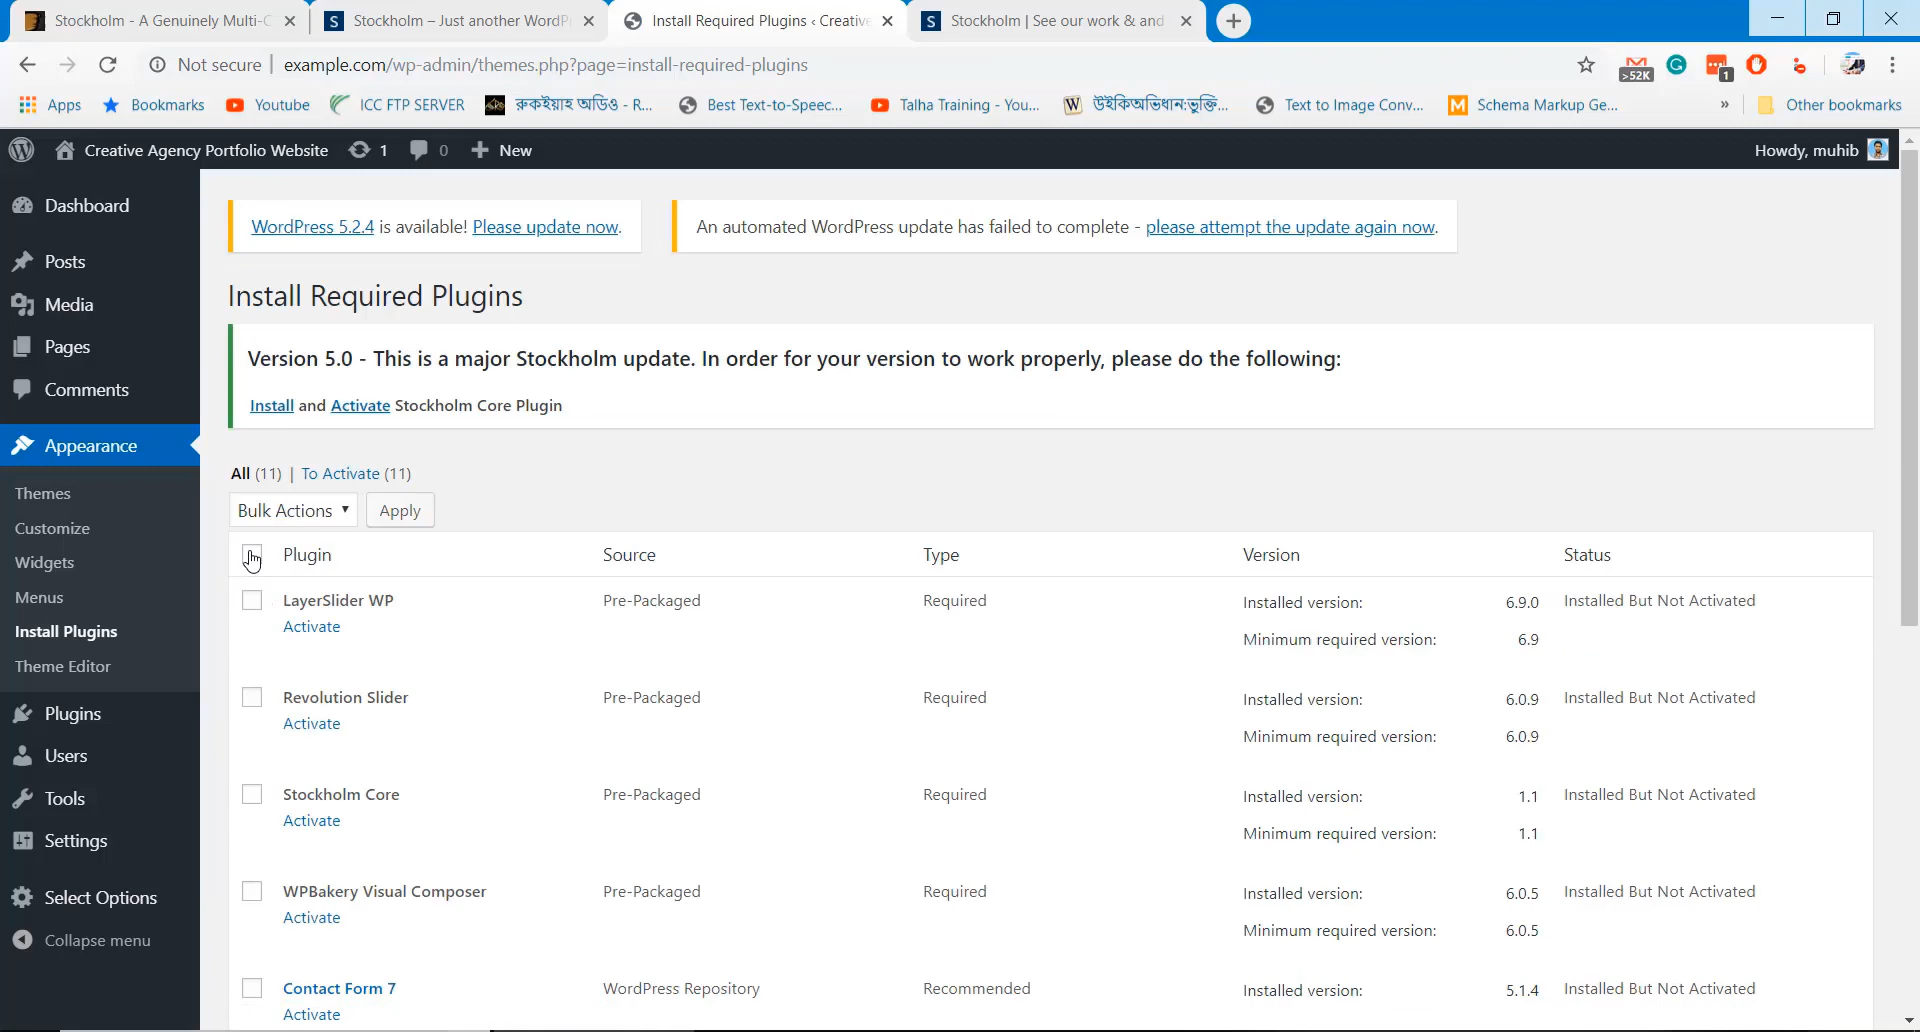 Stockholm - A Genuinely Multi-C
Stockholm – Just another WordP
Install Required Plugins ‹ Creative
Stockholm | See our work & and
Not secure
example.com/wp-admin/themes.php?page=install-required-plugins
>52K
1
Apps
Bookmarks
Youtube
ICC FTP SERVER
রুকইয়াহ অডিও - R...
Best Text-to-Speec...
Talha Training - You...
উইকিঅভিধান:ভুক্তি...
Text to Image Conv...
Schema Markup Ge...
»
Other bookmarks
Creative Agency Portfolio Website
1
0
New
Howdy, muhib
Dashboard
Posts
Media
Pages
Comments
Appearance
Themes
Customize
Widgets
Menus
Install Plugins
Theme Editor
Plugins
Users
Tools
Settings
Select Options
Collapse menu
WordPress 5.2.4 is available! Please update now.
An automated WordPress update has failed to complete - please attempt the update again now.
Install Required Plugins
Version 5.0 - This is a major Stockholm update. In order for your version to work properly, please do the following:
Install and Activate Stockholm Core Plugin
All (11) | To Activate (11)
Bulk Actions Apply
Plugin Source Type Version Status
LayerSlider WP Pre-Packaged Required Installed version: 6.9.0 Installed But Not Activated
Activate
Minimum required version: 6.9
Revolution Slider Pre-Packaged Required Installed version: 6.0.9 Installed But Not Activated
Activate
Minimum required version: 6.0.9
Stockholm Core Pre-Packaged Required Installed version: 1.1 Installed But Not Activated
Activate
Minimum required version: 1.1
WPBakery Visual Composer Pre-Packaged Required Installed version: 6.0.5 Installed But Not Activated
Activate
Minimum required version: 6.0.5
Contact Form 7 WordPress Repository Recommended Installed version: 5.1.4 Installed But Not Activated
Activate